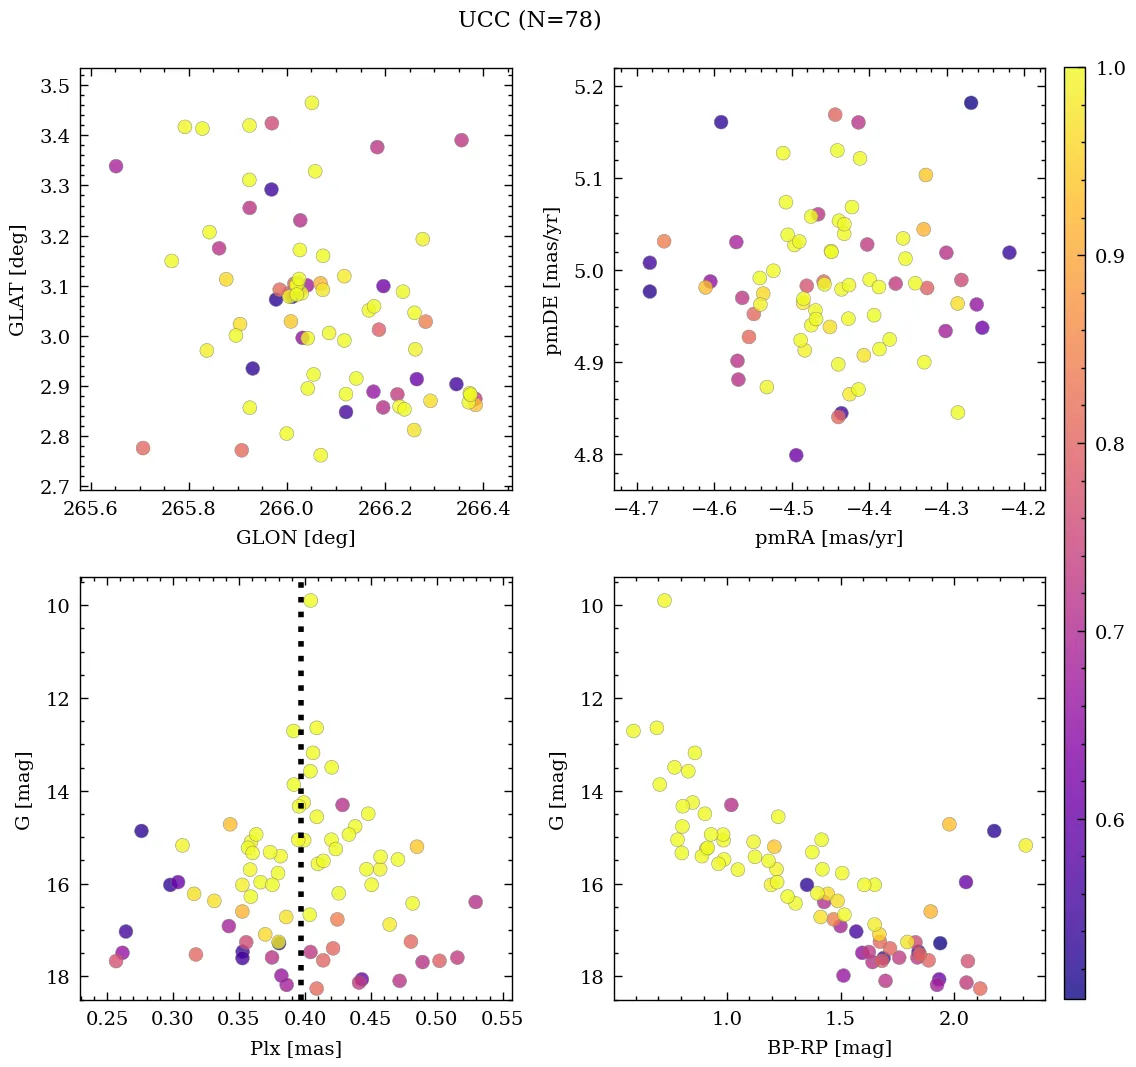 UCC (N=78)
3.5
3.4
3.3
3.2
3.1
3.0
2.9
2.8
2.7
GLAT [deg]
265.6 265.8 266.0 266.2 266.4
GLON [deg]
5.2
5.1
5.0
4.9
4.8
pmDE [mas/yr]
−4.7 −4.6 −4.5 −4.4 −4.3 −4.2
pmRA [mas/yr]
10
12
14
16
18
G [mag]
0.25 0.30 0.35 0.40 0.45 0.50 0.55
Plx [mas]
10
12
14
16
18
G [mag]
1.0 1.5 2.0
BP-RP [mag]
1.0
0.9
0.8
0.7
0.6